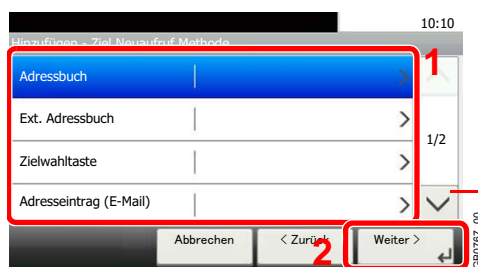 10:10
Hinzufügen - Ziel Neuaufruf Methode
1
Adressbuch
Ext. Adressbuch
1/2
Zielwahltaste
Adresseintrag (E-Mail)
Abbrechen
< Zurück
2
Weiter >
GB0767_00